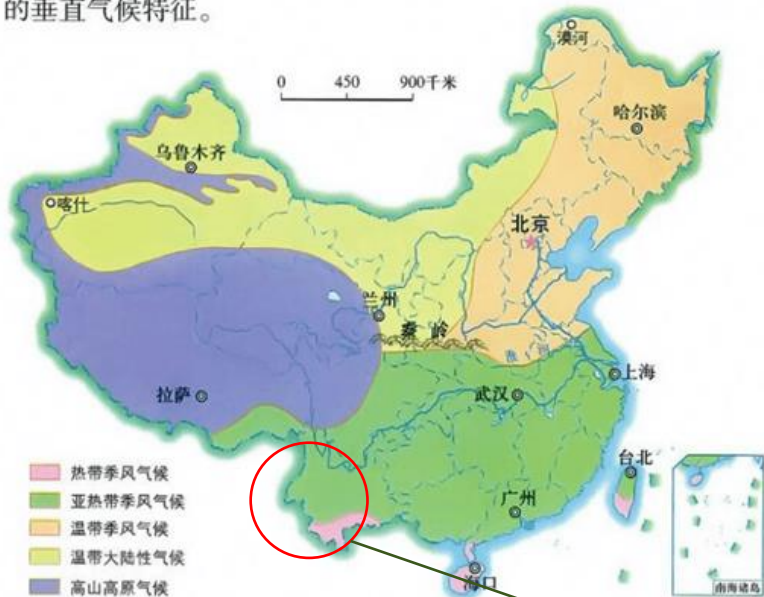 的垂直气候特征。
漠河
0 450 900千米
哈尔滨
乌鲁木齐
喀什
北京
兰州
秦岭
淮河
上海
拉萨
武汉
台北
热带季风气候
亚热带季风气候
广州
温带季风气候
温带大陆性气候
高山高原气候
海口
南海诸岛